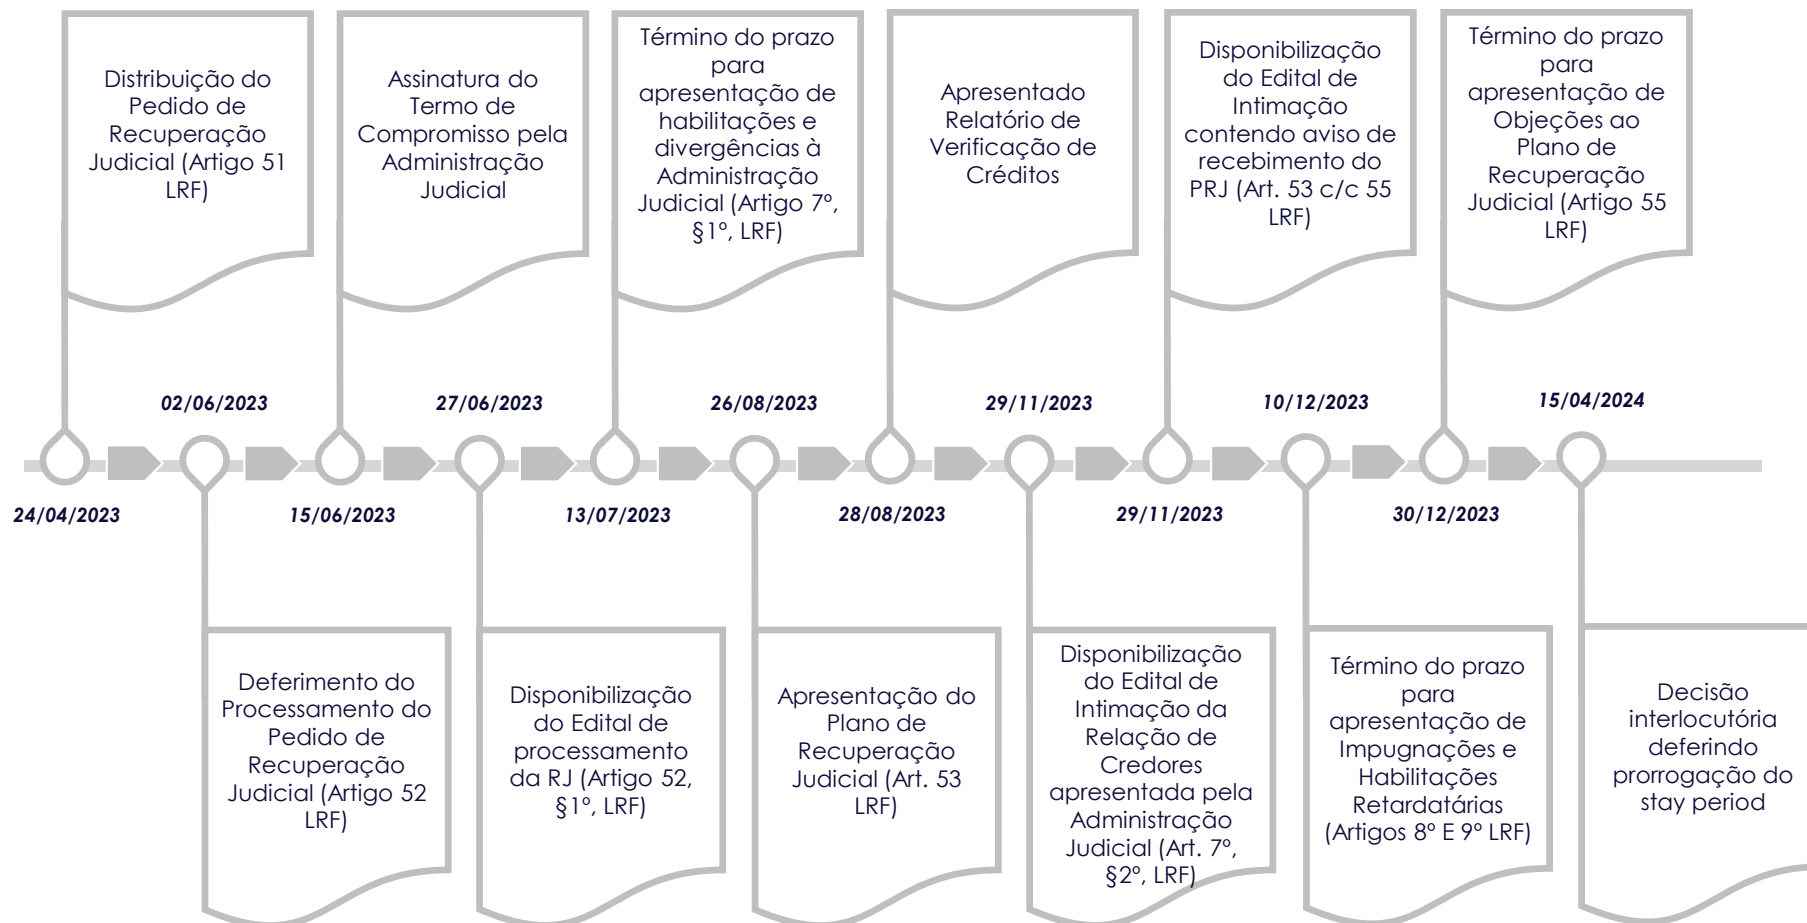 Distribuição do
Pedido de
Recuperação
Judicial (Artigo 51
LRF)
Assinatura do
Termo de
Compromisso pela
Administração
Judicial
Término do prazo
para
apresentação de
habilitações e
divergências à
Administração
Judicial (Artigo 7º,
§1º, LRF)
Apresentado
Relatório de
Verificação de
Créditos
Disponibilização
do Edital de
Intimação
contendo aviso de
recebimento do
PRJ (Art. 53 c/c 55
LRF)
Término do prazo
para
apresentação de
Objeções ao
Plano de
Recuperação
Judicial (Artigo 55
LRF)
02/06/2023
27/06/2023
26/08/2023
29/11/2023
10/12/2023
15/04/2024
24/04/2023
15/06/2023
13/07/2023
28/08/2023
29/11/2023
30/12/2023
Deferimento do
Processamento do
Pedido de
Recuperação
Judicial (Artigo 52
LRF)
Disponibilização
do Edital de
processamento
da RJ (Artigo 52,
§1º, LRF)
Apresentação do
Plano de
Recuperação
Judicial (Art. 53
LRF)
Disponibilização
do Edital de
Intimação da
Relação de
Credores
apresentada pela
Administração
Judicial (Art. 7º,
§2º, LRF)
Término do prazo
para
apresentação de
Impugnações e
Habilitações
Retardatárias
(Artigos 8º E 9º LRF)
Decisão
interlocutória
deferindo
prorrogação do
stay period